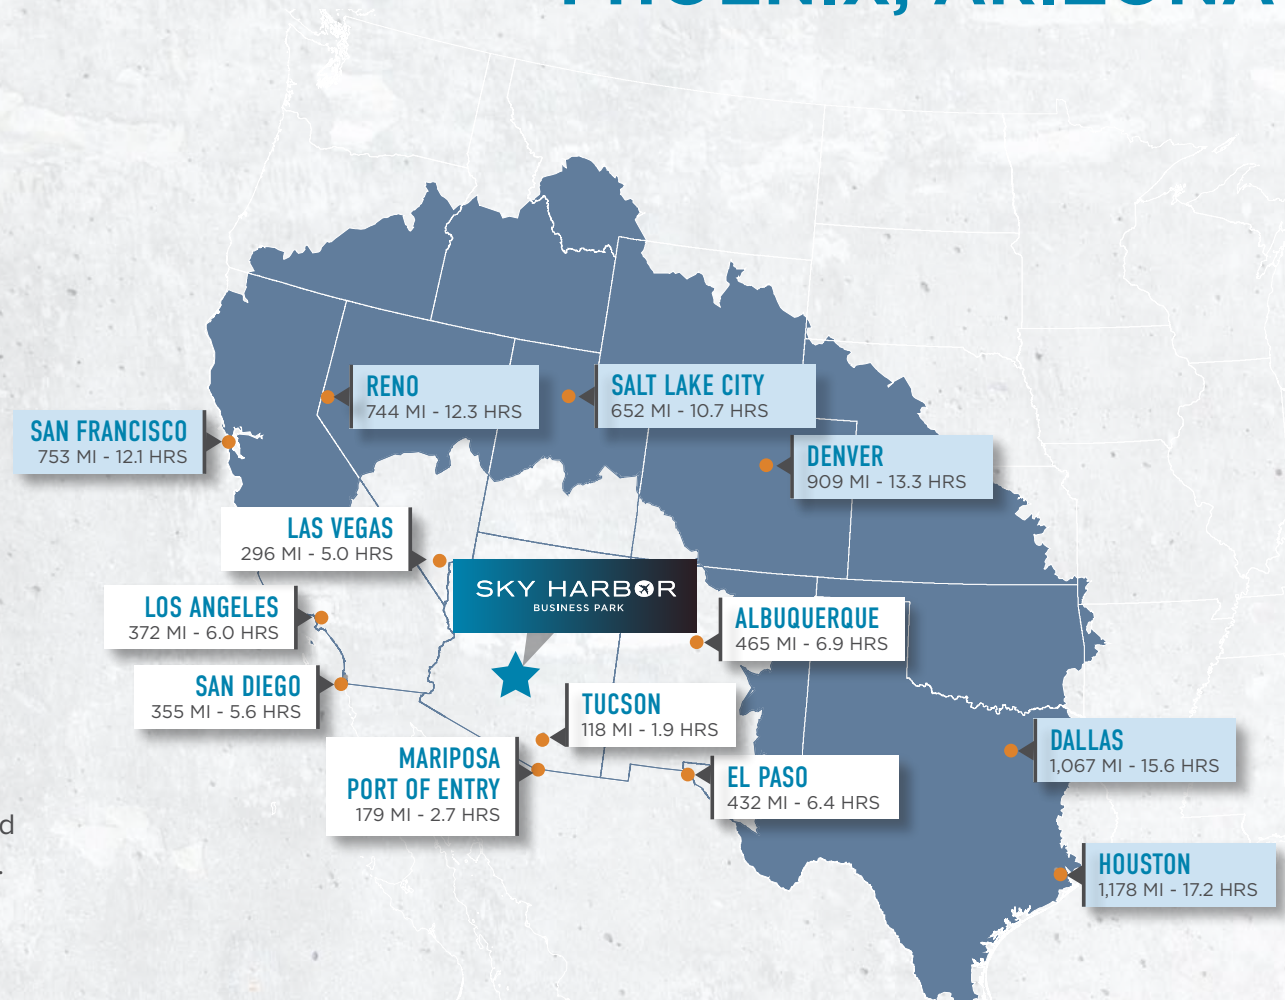 PHOENIX, ARIZONA
RENO
744 MI - 12.3 HRS
SALT LAKE CITY
652 MI - 10.7 HRS
SAN FRANCISCO
753 MI - 12.1 HRS
DENVER
909 MI - 13.3 HRS
LAS VEGAS
296 MI - 5.0 HRS
SKY HARBOR
BUSINESS PARK
LOS ANGELES
372 MI - 6.0 HRS
ALBUQUERQUE
465 MI - 6.9 HRS
SAN DIEGO
355 MI - 5.6 HRS
TUCSON
118 MI - 1.9 HRS
MARIPOSA
PORT OF ENTRY
179 MI - 2.7 HRS
EL PASO
432 MI - 6.4 HRS
DALLAS
1,067 MI - 15.6 HRS
HOUSTON
1,178 MI - 17.2 HRS